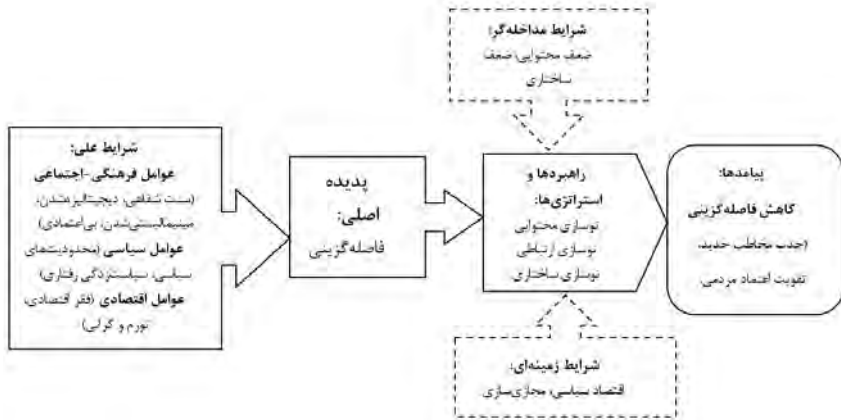 شرایط مداخله‌گر:
ضعف محتوایی، ضعف
ساختاری
شرایط علی:
عوامل فرهنگی-اجتماعی
(سنت شفاهی، دیجیتالیزه‌شدن،
مینیمالیستی‌شدن، بی‌اعتمادی)
عوامل سیاسی (محدودیت‌های
سیاسی، سیاست‌زدگی رفتاری)
عوامل اقتصادی (فقر اقتصادی،
تورم و گرانی)
پدیده
اصلی:
فاصله‌گزینی
راهبردها و
استراتژی‌ها:
نوسازی محتوایی
نوسازی ارتباطی
نوسازی ساختاری.
پیامدها:
کاهش فاصله‌گزینی
(جذب مخاطب جدید،
تقویت اعتماد مردمی.
شرایط زمینه‌ای:
اقتصاد سیاسی، مجازی‌سازی